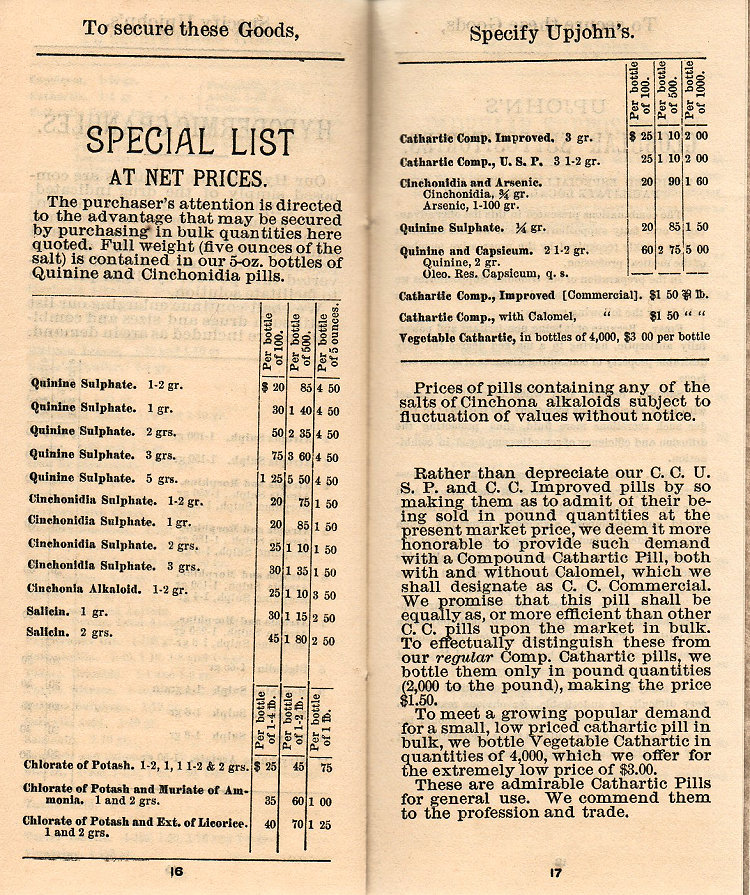 To secure these Goods,
SPECIAL LIST
AT NET PRICES.
The purchaser's attention is directed
to the advantage that may be secured
by purchasing in bulk quantities here
quoted. Full weight (five ounces of the
salt) is contained in our 5-oz. bottles of
Quinine and Cinchonidia pills.
Per bottle of 100. Per bottle of 500. Per bottle of 5 ounces.
Quinine Sulphate. 1-2 gr. $ 20 85 4 50
Quinine Sulphate. 1 gr. 30 1 40 4 50
Quinine Sulphate. 2 grs. 50 2 35 4 50
Quinine Sulphate. 3 grs. 75 3 60 4 50
Quinine Sulphate. 5 grs. 1 25 5 50 4 50
Cinchonidia Sulphate. 1-2 gr. 20 75 1 50
Cinchonidia Sulphate. 1 gr. 20 85 1 50
Cinchonidia Sulphate. 2 grs. 25 1 10 1 50
Cinchonidia Sulphate. 3 grs. 30 1 35 1 50
Cinchonia Alkaloid. 1-2 gr. 25 1 10 3 50
Salicin. 1 gr. 30 1 15 2 50
Salicin. 2 grs. 45 1 80 2 50
Per bottle of 1-4 ℔. Per bottle of 1-2 ℔. Per bottle of 1 ℔.
Chlorate of Potash. 1-2, 1, 1 1-2 & 2 grs. $ 25 45 75
Chlorate of Potash and Muriate of Am-
monia. 1 and 2 grs. 35 60 1 00
Chlorate of Potash and Ext. of Licorice.
1 and 2 grs. 40 70 1 25
16
Specify Upjohn's.
Per bottle of 100. Per bottle of 500. Per bottle of 1000.
Cathartic Comp. Improved. 3 gr. $ 25 1 10 2 00
Cathartic Comp., U. S. P. 3 1-2 gr. 25 1 10 2 00
Cinchonidia and Arsenic. 20 90 1 60
Cinchonidia, ¾ gr.
Arsenic, 1-100 gr.
Quinine Sulphate. ¼ gr. 20 85 1 50
Quinine and Capsicum. 2 1-2 gr. 60 2 75 5 00
Quinine, 2 gr.
Oleo. Res. Capsicum, q. s.
Cathartic Comp., Improved [Commercial]. $1 50 ⅌ ℔.
Cathartic Comp., with Calomel, “ $1 50 “ “
Vegetable Cathartic, in bottles of 4,000, $3 00 per bottle
Prices of pills containing any of the
salts of Cinchona alkaloids subject to
fluctuation of values without notice.
Rather than depreciate our C. C. U.
S. P. and C. C. Improved pills by so
making them as to admit of their be-
ing sold in pound quantities at the
present market price, we deem it more
honorable to provide such demand
with a Compound Cathartic Pill, both
with and without Calomel, which we
shall designate as C. C. Commercial.
We promise that this pill shall be
equally as, or more efficient than other
C. C. pills upon the market in bulk.
To effectually distinguish these from
our regular Comp. Cathartic pills, we
bottle them only in pound quantities
(2,000 to the pound), making the price
$1.50.
To meet a growing popular demand
for a small, low priced cathartic pill in
bulk, we bottle Vegetable Cathartic in
quantities of 4,000, which we offer for
the extremely low price of $3.00.
These are admirable Cathartic Pills
for general use. We commend them
to the profession and trade.
17